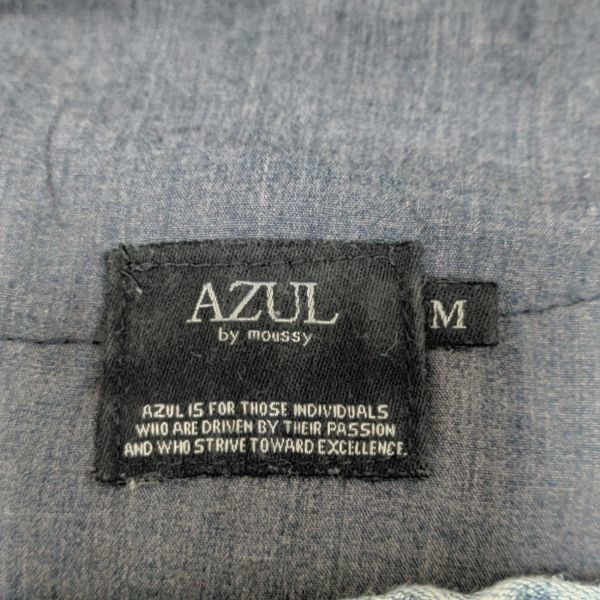 AZUL
by moussy
M
AZUL IS FOR THOSE INDIVIDUALS
WHO ARE DRIVEN BY THEIR PASSION
AND WHO STRIVE TOWARD EXCELLENCE.